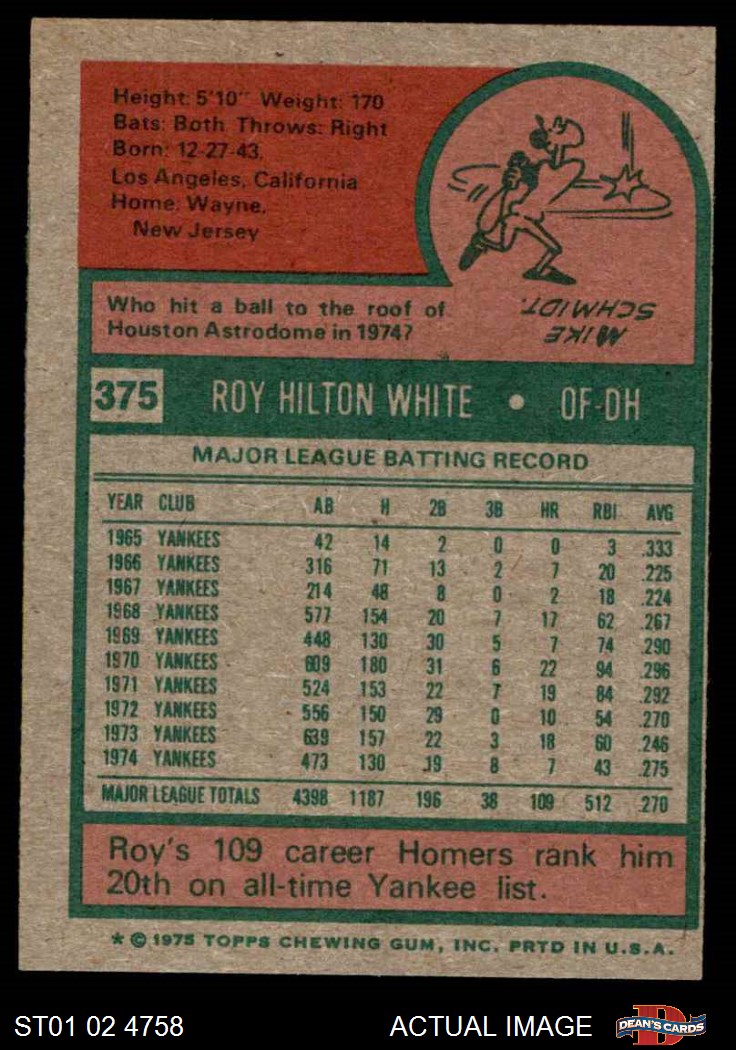 Height: 5'10" Weight: 170
Bats: Both Throws: Right
Born: 12-27-43,
Los Angeles, California
Home: Wayne,
New Jersey
Who hit a ball to the roof of
Houston Astrodome in 1974?
MIKE
SCHMIDT.
375 ROY HILTON WHITE • OF-DH
MAJOR LEAGUE BATTING RECORD
YEAR CLUB AB H 2B 3B HR RBI AVG
1965 YANKEES 42 14 2 0 0 3 .333
1966 YANKEES 316 71 13 2 7 20 .225
1967 YANKEES 214 48 8 0 2 18 .224
1968 YANKEES 577 154 20 7 17 62 .267
1969 YANKEES 448 130 30 5 7 74 .290
1970 YANKEES 609 180 31 6 22 94 .296
1971 YANKEES 524 153 22 7 19 84 .292
1972 YANKEES 556 150 29 0 10 54 .270
1973 YANKEES 639 157 22 3 18 60 .246
1974 YANKEES 473 130 19 8 7 43 .275
MAJOR LEAGUE TOTALS 4398 1187 196 38 109 512 .270
Roy's 109 career Homers rank him
20th on all-time Yankee list.
* © 1975 TOPPS CHEWING GUM, INC. PRTD IN U.S.A.
ST01 02 4758 ACTUAL IMAGE DEAN'S CARDS